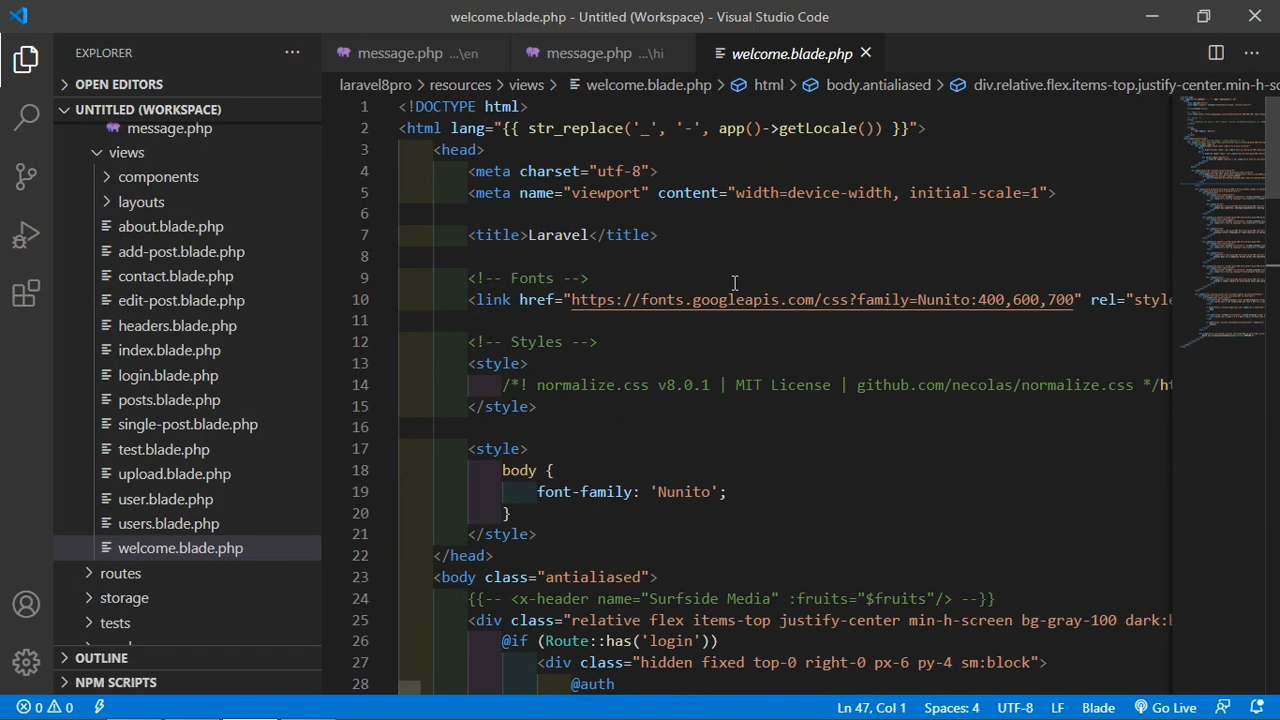 welcome.blade.php - Untitled (Workspace) - Visual Studio Code
EXPLORER
message.php ...\en
message.php ...\hi
welcome.blade.php
OPEN EDITORS
laravel8pro > resources > views > welcome.blade.php > html > body.antialiased > div.relative.flex.items-top.justify-center.min-h-sc
UNTITLED (WORKSPACE)
message.php
views
components
layouts
about.blade.php
add-post.blade.php
contact.blade.php
edit-post.blade.php
headers.blade.php
index.blade.php
login.blade.php
posts.blade.php
single-post.blade.php
test.blade.php
upload.blade.php
user.blade.php
users.blade.php
welcome.blade.php
routes
storage
tests
OUTLINE
NPM SCRIPTS
1 <!DOCTYPE html>
2 <html lang="{{ str_replace('_', '-', app()->getLocale()) }}">
3 <head>
4 <meta charset="utf-8">
5 <meta name="viewport" content="width=device-width, initial-scale=1">
6
7 <title>Laravel</title>
8
9 <!-- Fonts -->
10 <link href="https://fonts.googleapis.com/css?family=Nunito:400,600,700" rel="style
11
12 <!-- Styles -->
13 <style>
14 /*! normalize.css v8.0.1 | MIT License | github.com/necolas/normalize.css */ht
15 </style>
16
17 <style>
18 body {
19 font-family: 'Nunito';
20 }
21 </style>
22 </head>
23 <body class="antialiased">
24 {{-- <x-header name="Surfside Media" :fruits="$fruits"/> --}}
25 <div class="relative flex items-top justify-center min-h-screen bg-gray-100 dark:b
26 @if (Route::has('login'))
27 <div class="hidden fixed top-0 right-0 px-6 py-4 sm:block">
28 @auth
0 0
Ln 47, Col 1
Spaces: 4
UTF-8
LF
Blade
Go Live